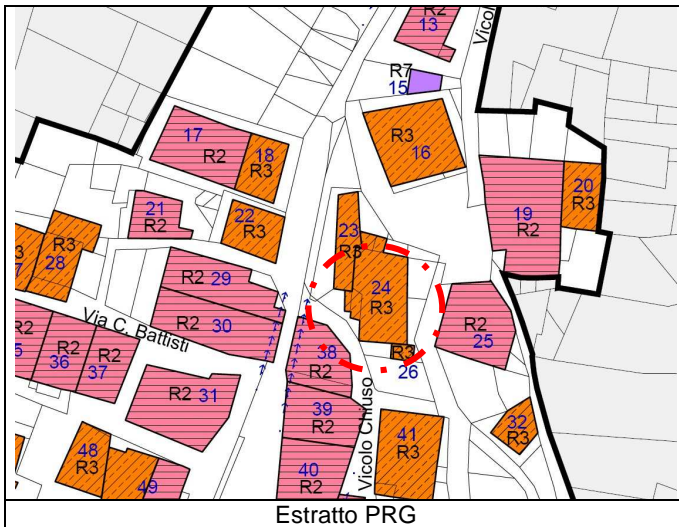 R2
13
Vicolo
R7
15
17
R2
18
R3
R3
16
20
R3
19
R2
21
R2
22
R3
23
R3
R3
28
7
R2 29
24
R3
R2 30
R2
25
Via C. Battisti
R2
5
R2
36
R2
37
38
R2
R3
26
R2 31
39
R2
Vicolo Chiuso
41
R3
32
R3
48
R3
49
40
R2
Estratto PRG